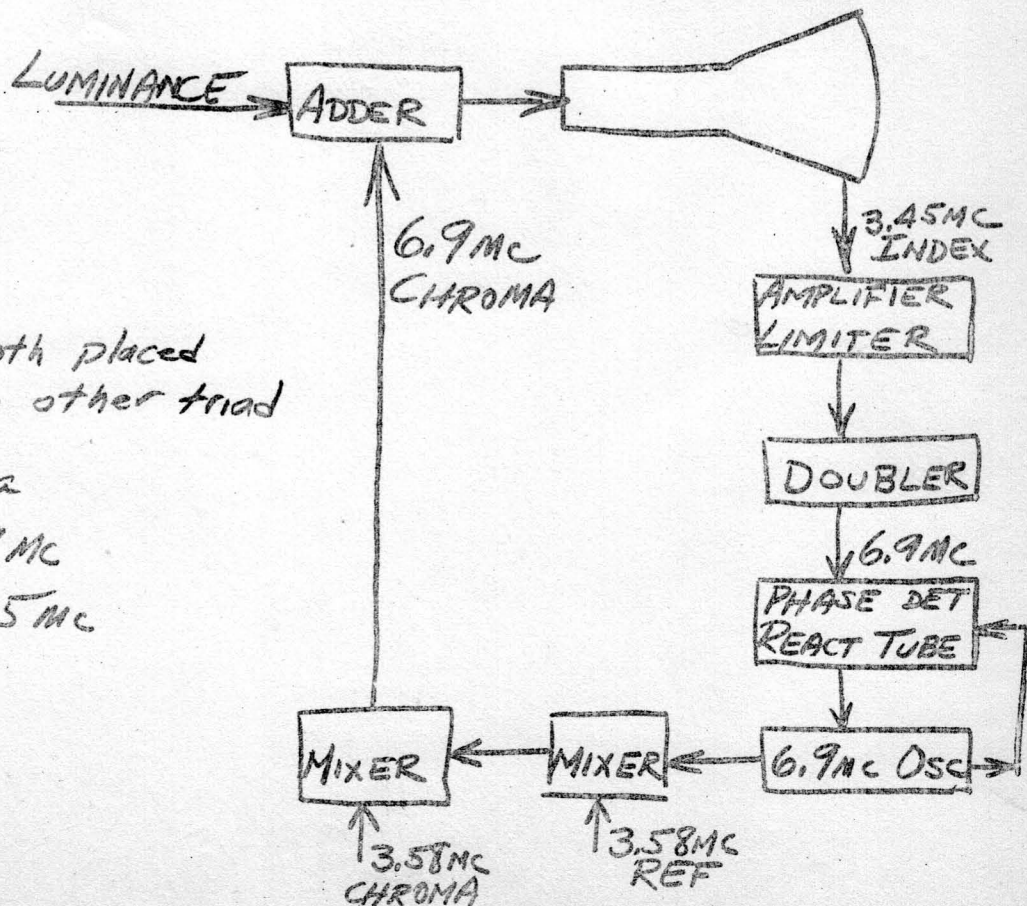 LUMINANCE
ADDER
6.9MC
CHROMA
3.45MC
INDEX
AMPLIFIER
LIMITER
placed
other triad
MC
5 MC
DOUBLER
6.9MC
PHASE DET
REACT TUBE
6.9MC OSC
MIXER
MIXER
3.58MC
REF
3.58MC
CHROMA